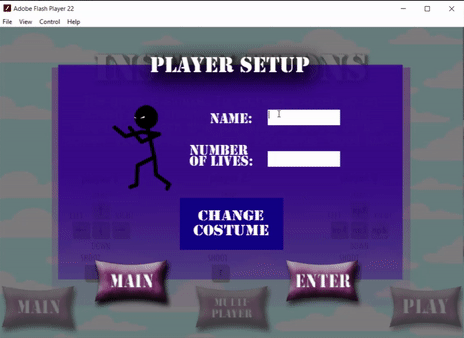 Adobe Flash Player 22
File View Control Help
INSTRUCTIONS
PLAYER SETUP
NAME:
NUMBER
OF LIVES:
CHANGE
COSTUME
MAIN
ENTER
MAIN
MULTI
PLAYER
PLAY